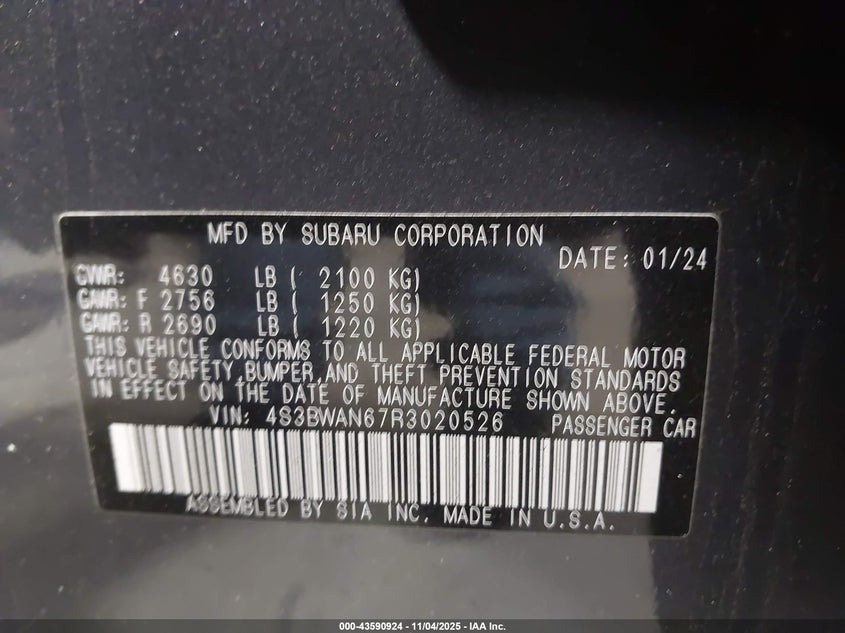 MFD BY SUBARU CORPORATION
DATE: 01/24
GVWR: 4630 LB ( 2100 KG)
GAWR: F 2756 LB ( 1250 KG)
GAWR: R 2690 LB ( 1220 KG)
THIS VEHICLE CONFORMS TO ALL APPLICABLE FEDERAL MOTOR
VEHICLE SAFETY,BUMPER,AND THEFT PREVENTION STANDARDS
IN EFFECT ON THE DATE OF MANUFACTURE SHOWN ABOVE.
VIN: 4S3BWAN67R3020526 PASSENGER CAR
ASSEMBLED BY SIA INC. MADE IN U.S.A.
000-43590924 - 11/04/2025 - IAA Inc.